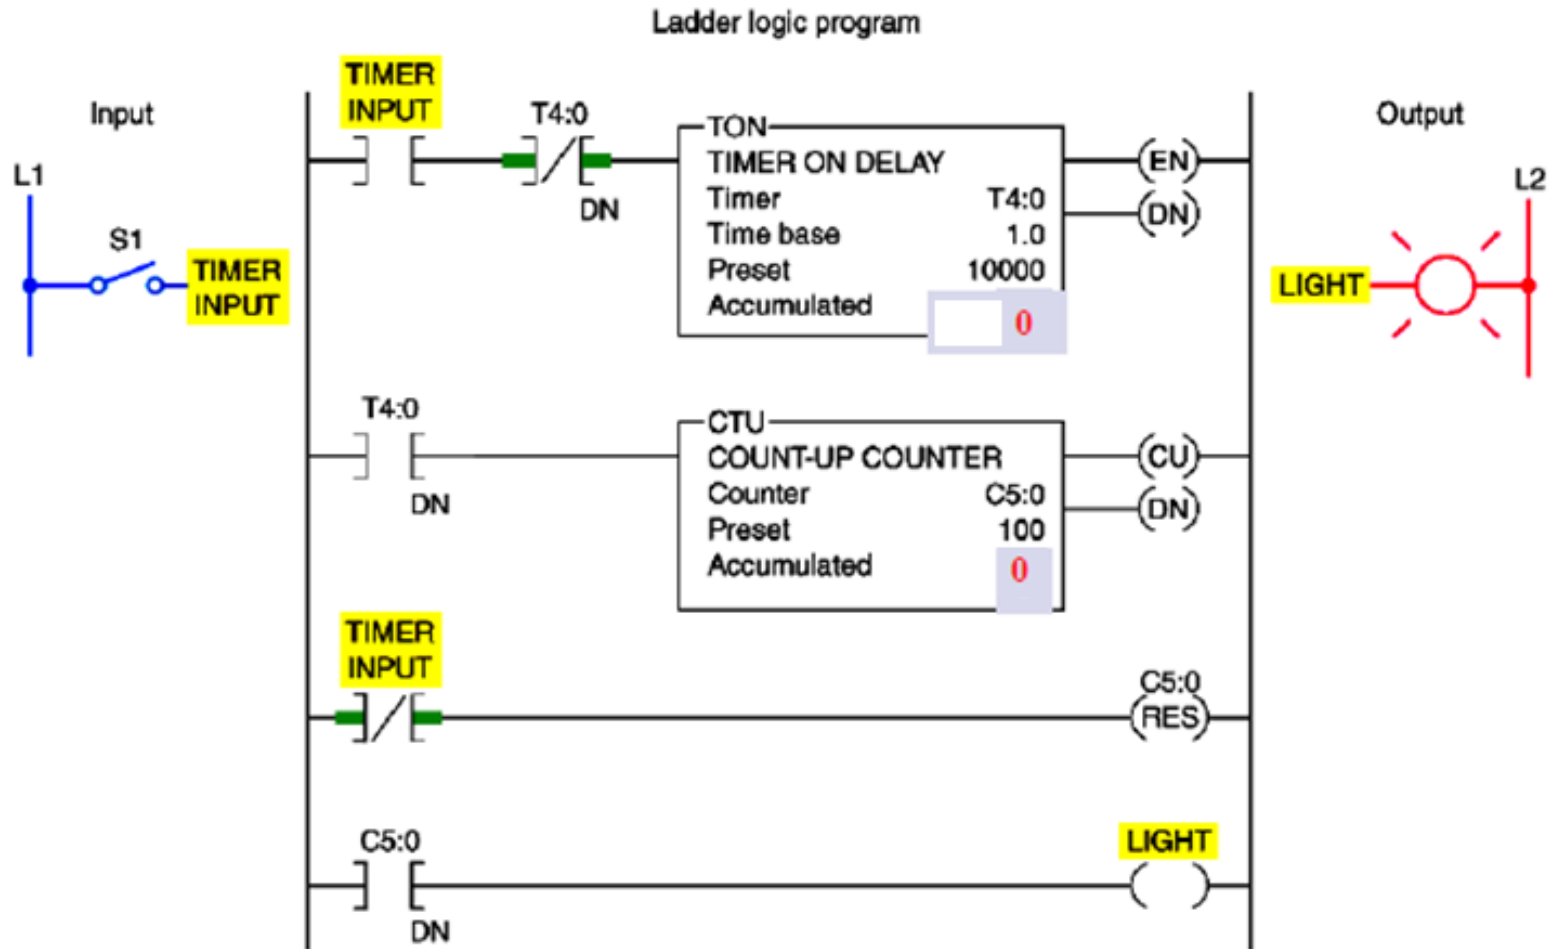 Ladder logic program
Input
L1
S1
TIMER
INPUT
TIMER
INPUT
T4:0
DN
TON
TIMER ON DELAY
Timer T4:0
Time base 1.0
Preset 10000
Accumulated 0
EN
DN
Output
L2
LIGHT
T4:0
DN
CTU
COUNT-UP COUNTER
Counter C5:0
Preset 100
Accumulated 0
CU
DN
TIMER
INPUT
C5:0
RES
C5:0
DN
LIGHT